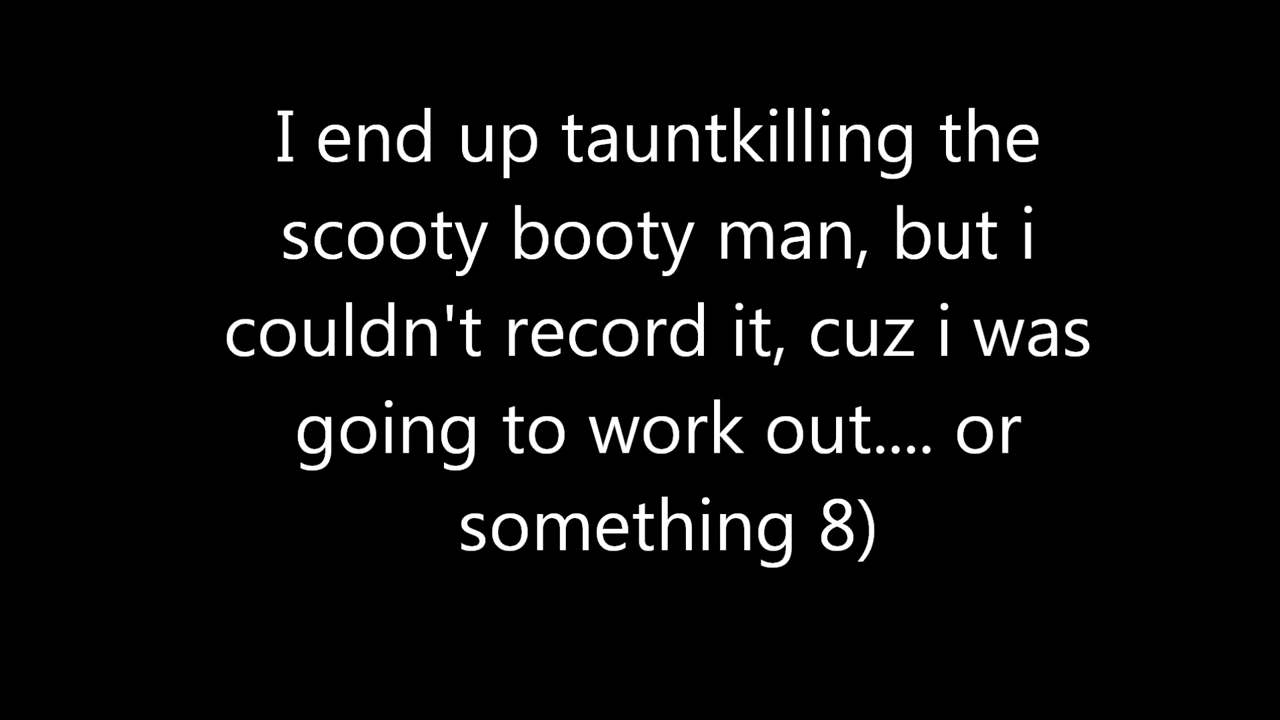 I end up tauntkilling the
scooty booty man, but i
couldn't record it, cuz i was
going to work out.... or
something 8)